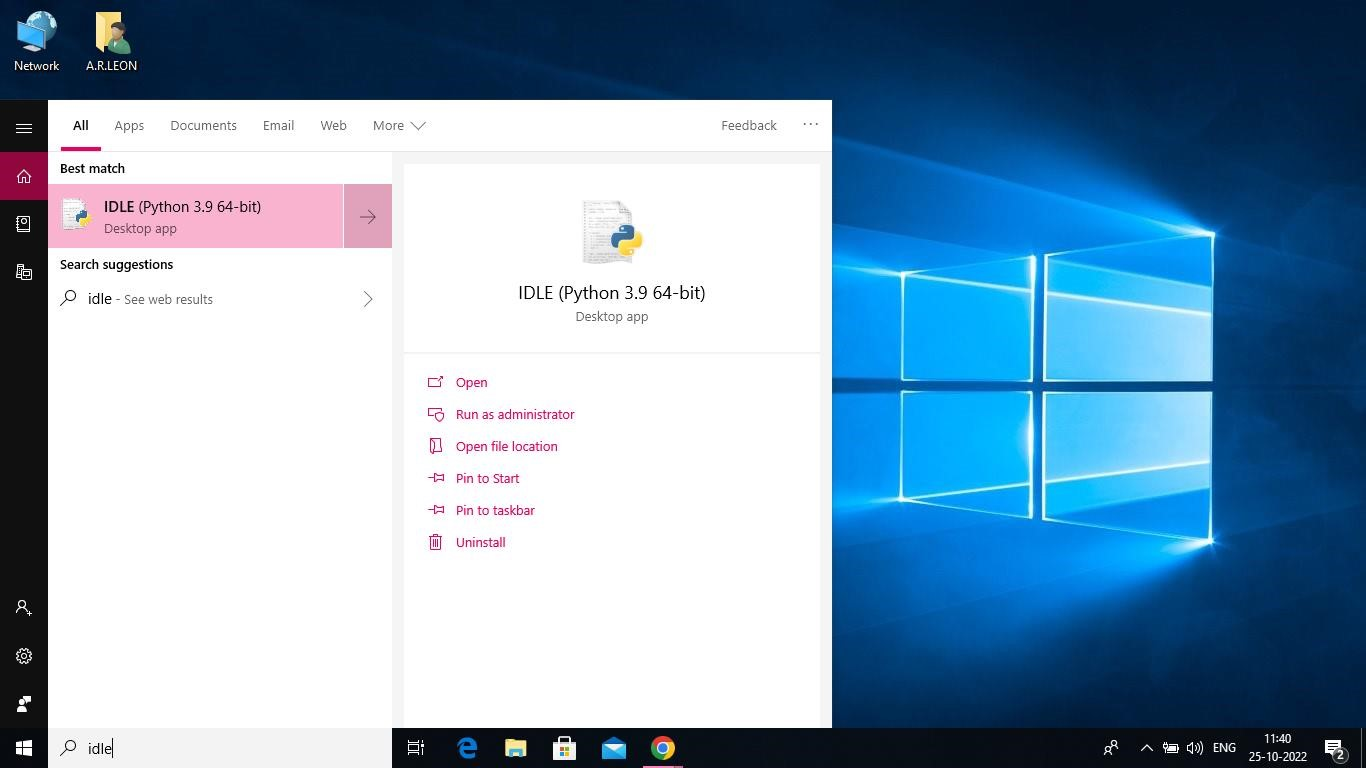 Network
A.R.LEON
All Apps Documents Email Web More Feedback ...
Best match
IDLE (Python 3.9 64-bit)
Desktop app
Search suggestions
idle - See web results
IDLE (Python 3.9 64-bit)
Desktop app
Open
Run as administrator
Open file location
Pin to Start
Pin to taskbar
Uninstall
idle
ENG
11:40
25-10-2022
2